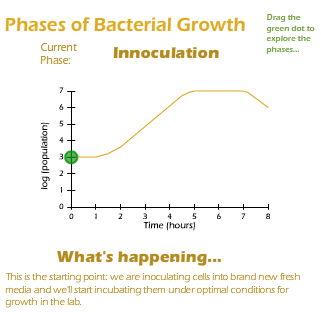 Phases of Bacterial Growth
Drag the
green dot to
explore the
phases...
Current
Phase:
Innoculation
7
6
5
4
3
2
1
0
log (population)
0 1 2 3 4 5 6 7 8
Time (hours)
What's happening...
This is the starting point: we are inoculating cells into brand new fresh
media and we'll start incubating them under optimal conditions for
growth in the lab.